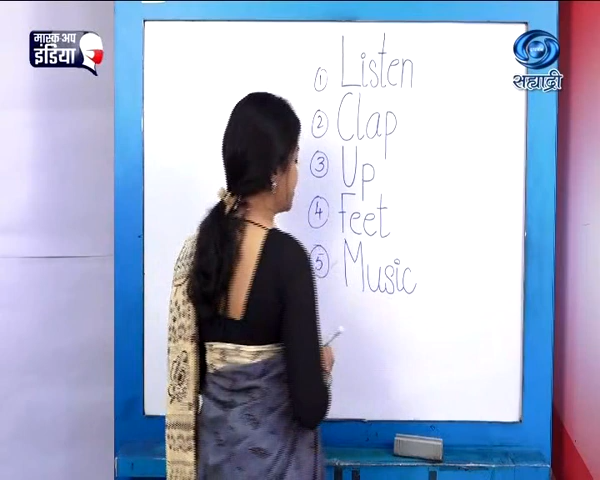 मास्क अप
इंडिया
सह्याद्री
1 Listen
2 Clap
3 Up
4 feet
5 Music